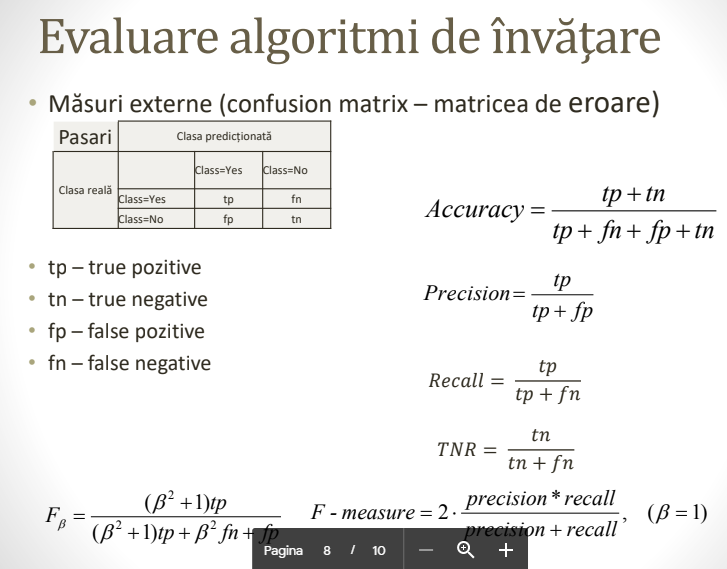 Evaluare algoritmi de învăţare
• Măsuri externe (confusion matrix – matricea de eroare)
Pasari
Clasa predicționată
Clasa reală
Class=Yes Class=No
Class=Yes tp fn
Class=No fp tn
Accuracy = (tp + tn) / (tp + fn + fp + tn)
• tp – true pozitive
• tn – true negative
• fp – false pozitive
• fn – false negative
Precision = tp / (tp + fp)
Recall = tp / (tp + fn)
TNR = tn / (tn + fn)
F_β = (β² + 1)tp / ((β² + 1)tp + β² fn + fp)
F - measure = 2 · (precision * recall) / (precision + recall), (β = 1)
Pagina 8 / 10 — +